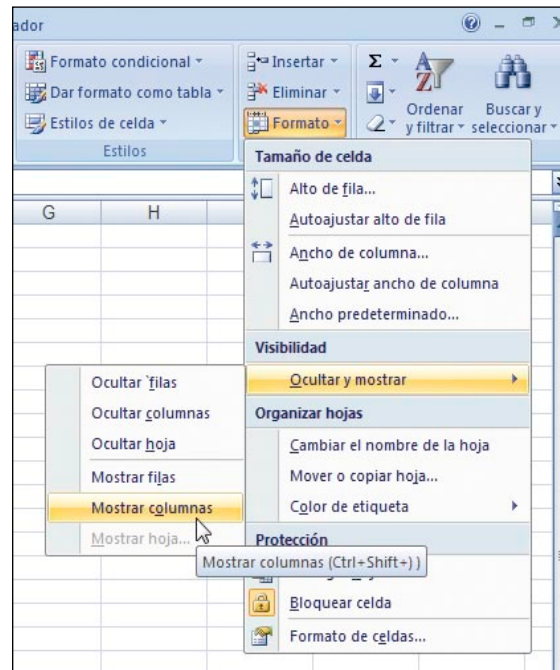 ador
Formato condicional
Dar formato como tabla
Estilos de celda
Estilos
Insertar
Eliminar
Formato
Σ
Ordenar y filtrar
Buscar y seleccionar
G H
Tamaño de celda
Alto de fila...
Autoajustar alto de fila
Ancho de columna...
Autoajustar ancho de columna
Ancho predeterminado...
Visibilidad
Ocultar y mostrar
Organizar hojas
Cambiar el nombre de la hoja
Mover o copiar hoja...
Color de etiqueta
Protección
Bloquear celda
Formato de celdas...
Ocultar `filas
Ocultar columnas
Ocultar hoja
Mostrar filas
Mostrar columnas
Mostrar hoja...
Mostrar columnas (Ctrl+Shift+) )